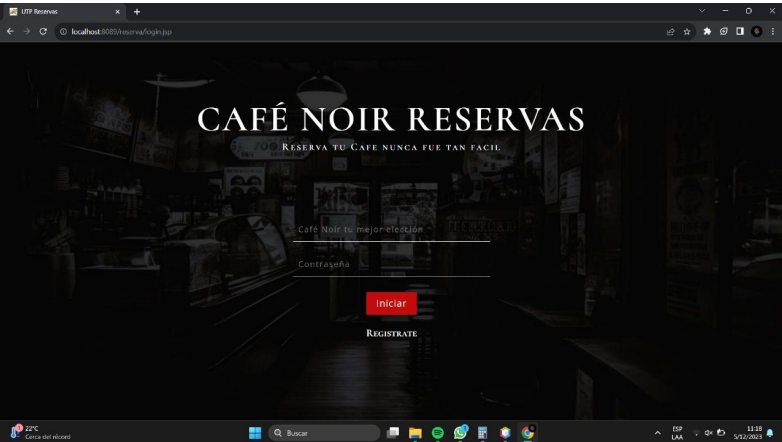 UTP Reservas
localhost:8089/reserva/login.jsp
CAFÉ NOIR RESERVAS
RESERVA TU CAFE NUNCA FUE TAN FACIL
Café Noir tu mejor elección
Contraseña
Iniciar
REGISTRATE
1
22°C
Cerca del récord
Buscar
ESP
LAA
11:18
5/12/2023